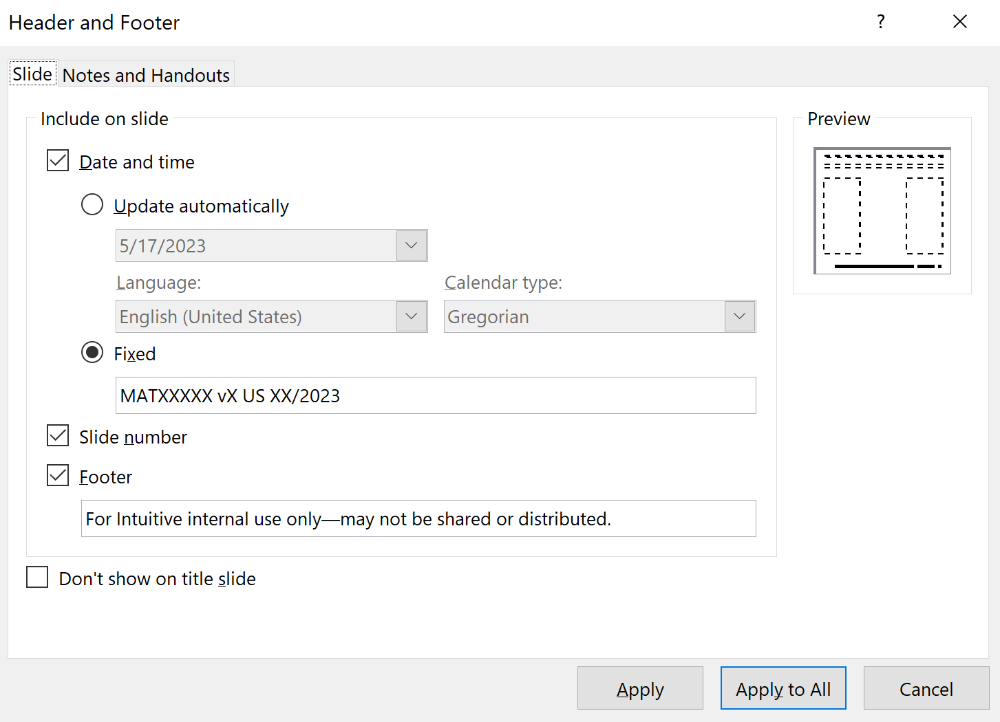 Header and Footer ?
Slide Notes and Handouts
Include on slide
Preview
Date and time
Update automatically
5/17/2023
Language: Calendar type:
English (United States) Gregorian
Fixed
MATXXXXX vX US XX/2023
Slide number
Footer
For Intuitive internal use only—may not be shared or distributed.
Don't show on title slide
Apply Apply to All Cancel